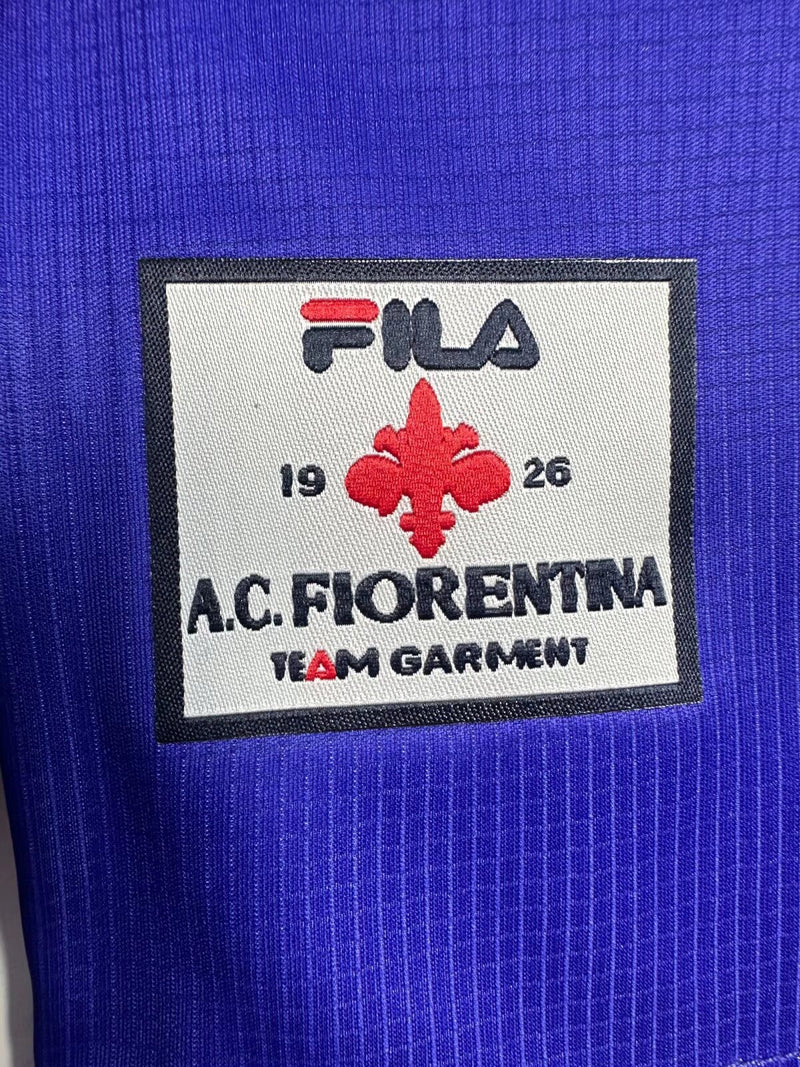 FILA
19 26
A.C. FIORENTINA
TEAM GARMENT